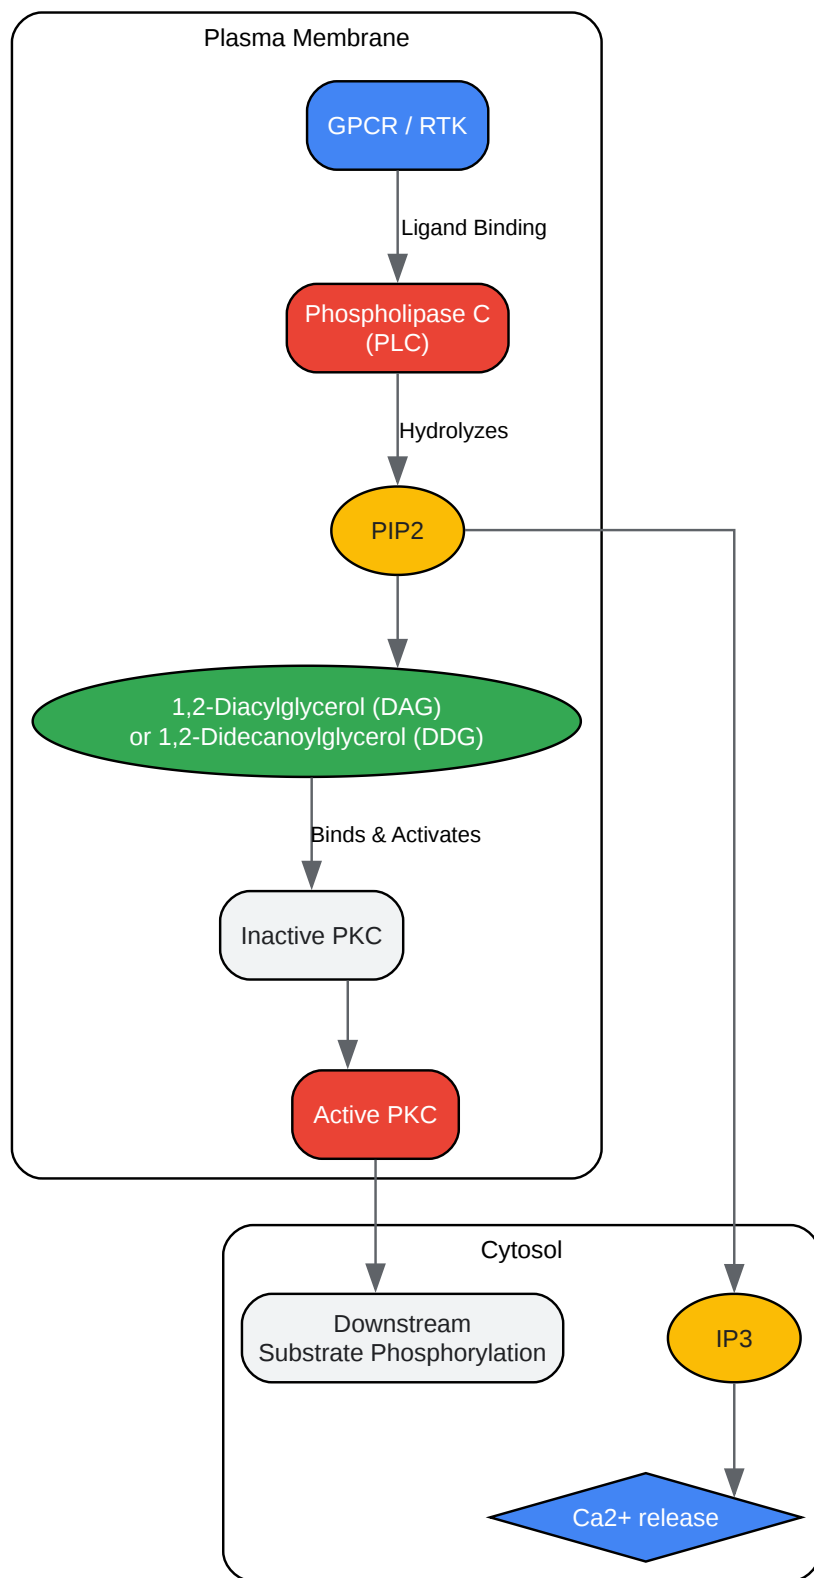 Plasma Membrane
GPCR / RTK
Ligand Binding
Phospholipase C
(PLC)
Hydrolyzes
PIP2
1,2-Diacylglycerol (DAG)
or 1,2-Didecanoylglycerol (DDG)
Binds & Activates
Inactive PKC
Active PKC
Cytosol
Downstream
Substrate Phosphorylation
IP3
Ca2+ release